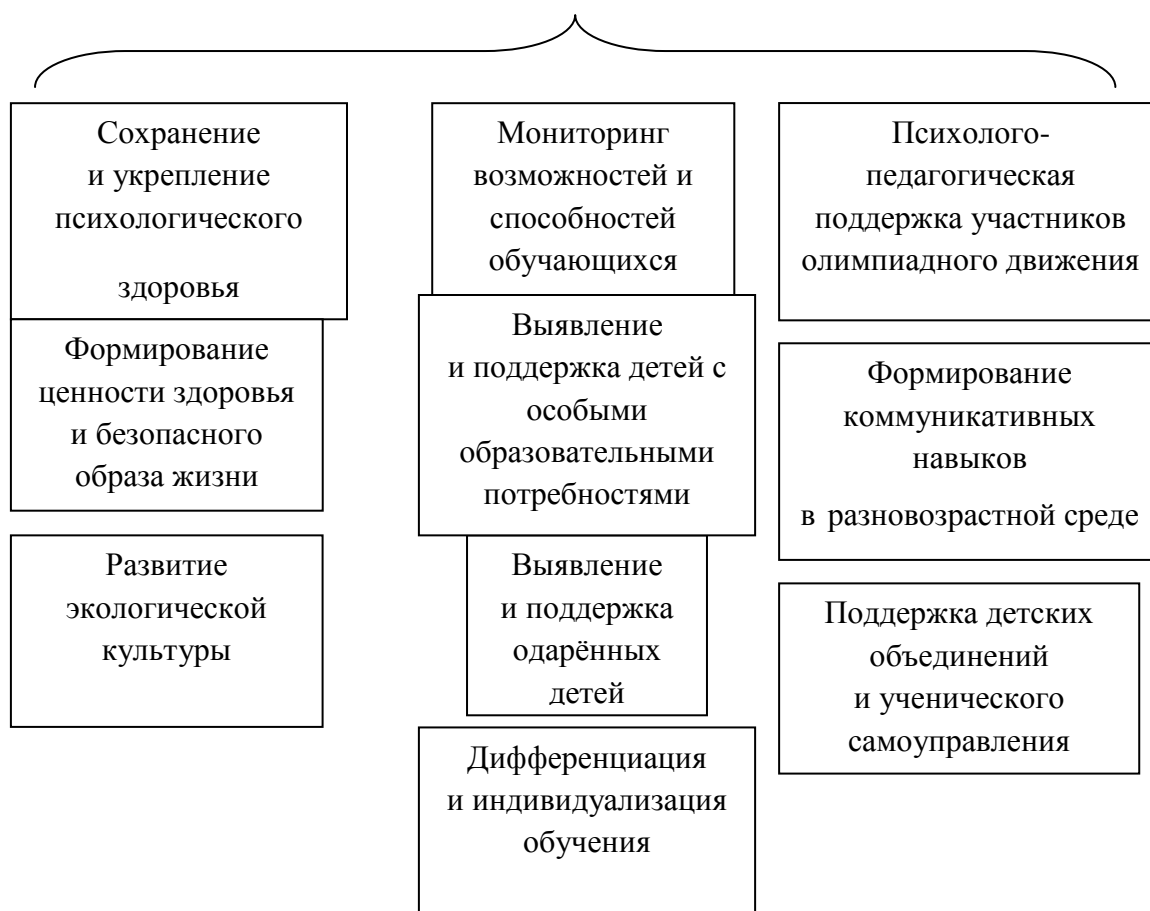 Сохранение
и укрепление
психологического
здоровья
Формирование
ценности здоровья
и безопасного
образа жизни
Развитие
экологической
культуры
Мониторинг
возможностей и
способностей
обучающихся
Выявление
и поддержка детей с
особыми
образовательными
потребностями
Выявление
и поддержка
одарённых
детей
Дифференциация
и индивидуализация
обучения
Психолого-
педагогическая
поддержка участников
олимпиадного движения
Формирование
коммуникативных
навыков
в разновозрастной среде
Поддержка детских
объединений
и ученического
самоуправления